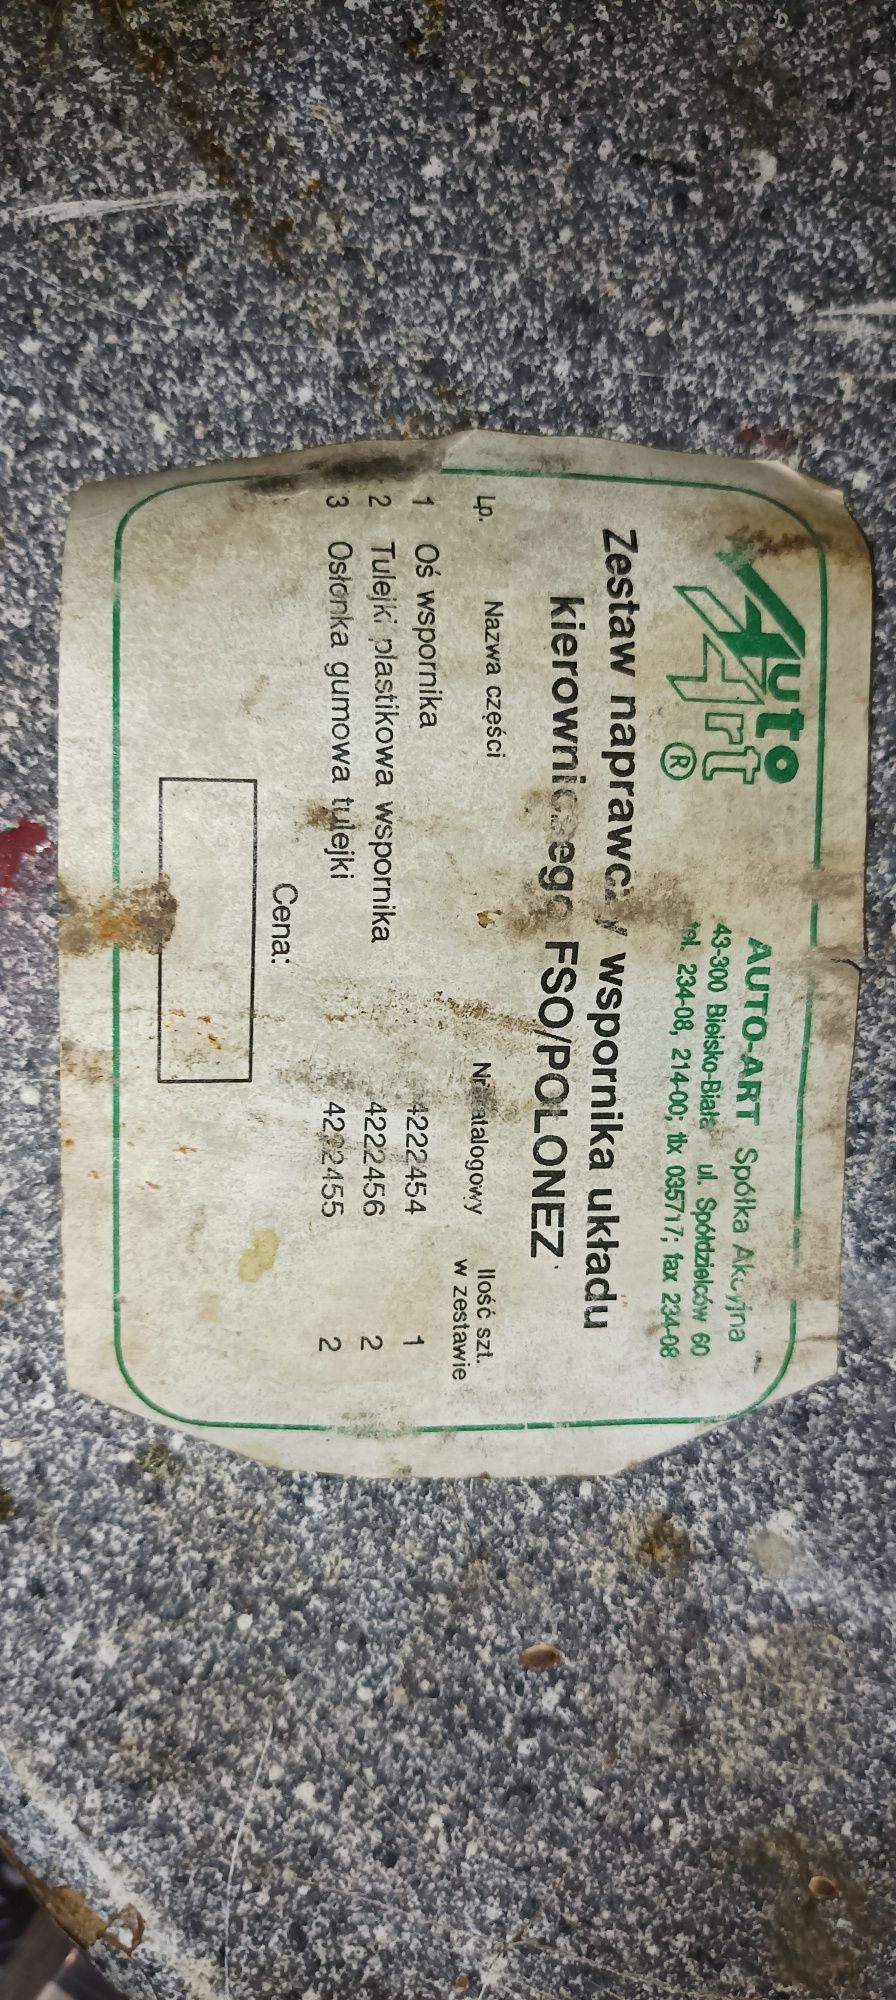 Auto
Art ®
AUTO-ART Spółka Akcyjna
43-300 Bielsko-Biała ul. Spółdzielców 60
tel. 234-08, 214-00; tlx 035717; fax 234-08
Zestaw naprawczy wspornika układu
kierowniczego FSO/POLONEZ
Lp. Nazwa części Nr katalogowy Ilość szt.
w zestawie
1 Oś wspornika 4222454 1
2 Tulejki plastikowa wspornika 4222456 2
3 Osłonka gumowa tulejki 4222455 2
Cena: